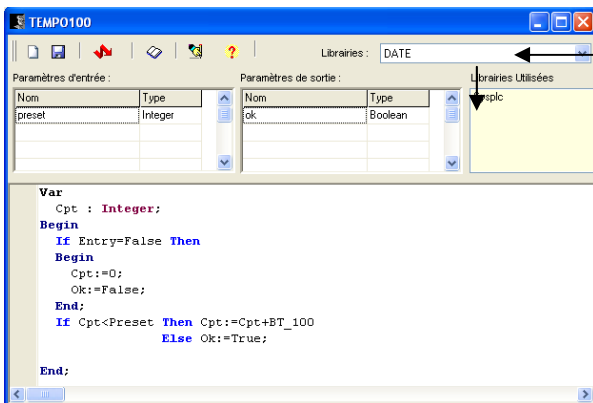 TEMPO100
? Librairies : DATE
Paramètres d'entrée : Paramètres de sortie : Librairies Utilisées
Nom Type Nom Type
preset Integer ok Boolean
Var
Cpt : Integer;
Begin
If Entry=False Then
Begin
Cpt:=0;
Ok:=False;
End;
If Cpt<Preset Then Cpt:=Cpt+BT_100
Else Ok:=True;
End;